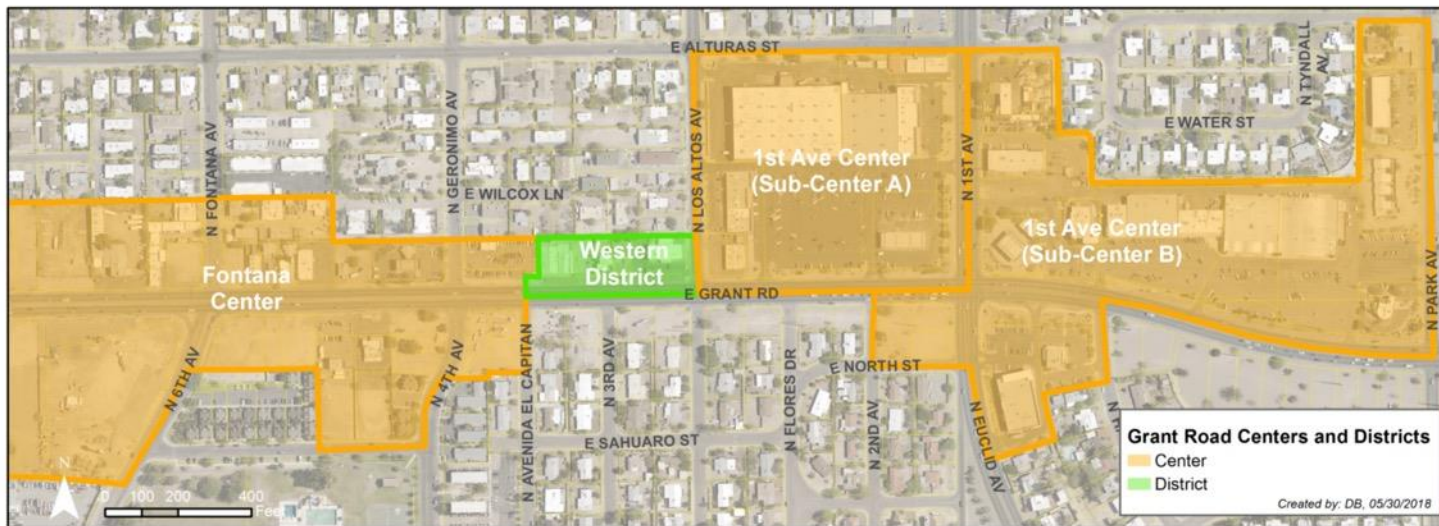 E ALTURAS ST
N TYNDALL
AV
E WATER ST
N FONTANA AV
N GERONIMO AV
E WILCOX LN
N LOS ALTOS AV
1st Ave Center
(Sub-Center A)
N 1ST AV
1st Ave Center
(Sub-Center B)
N PARK AV
Fontana
Center
Western
District
E GRANT RD
N 6TH AV
N 4TH AV
N AVENIDA EL CAPITAN
N 3RD AV
E SAHUARO ST
N FLORES DR
E NORTH ST
N 2ND AV
N EUCLID AV
Grant Road Centers and Districts
Center
District
Created by: DB, 05/30/2018
N
0 100 200 400
Feet